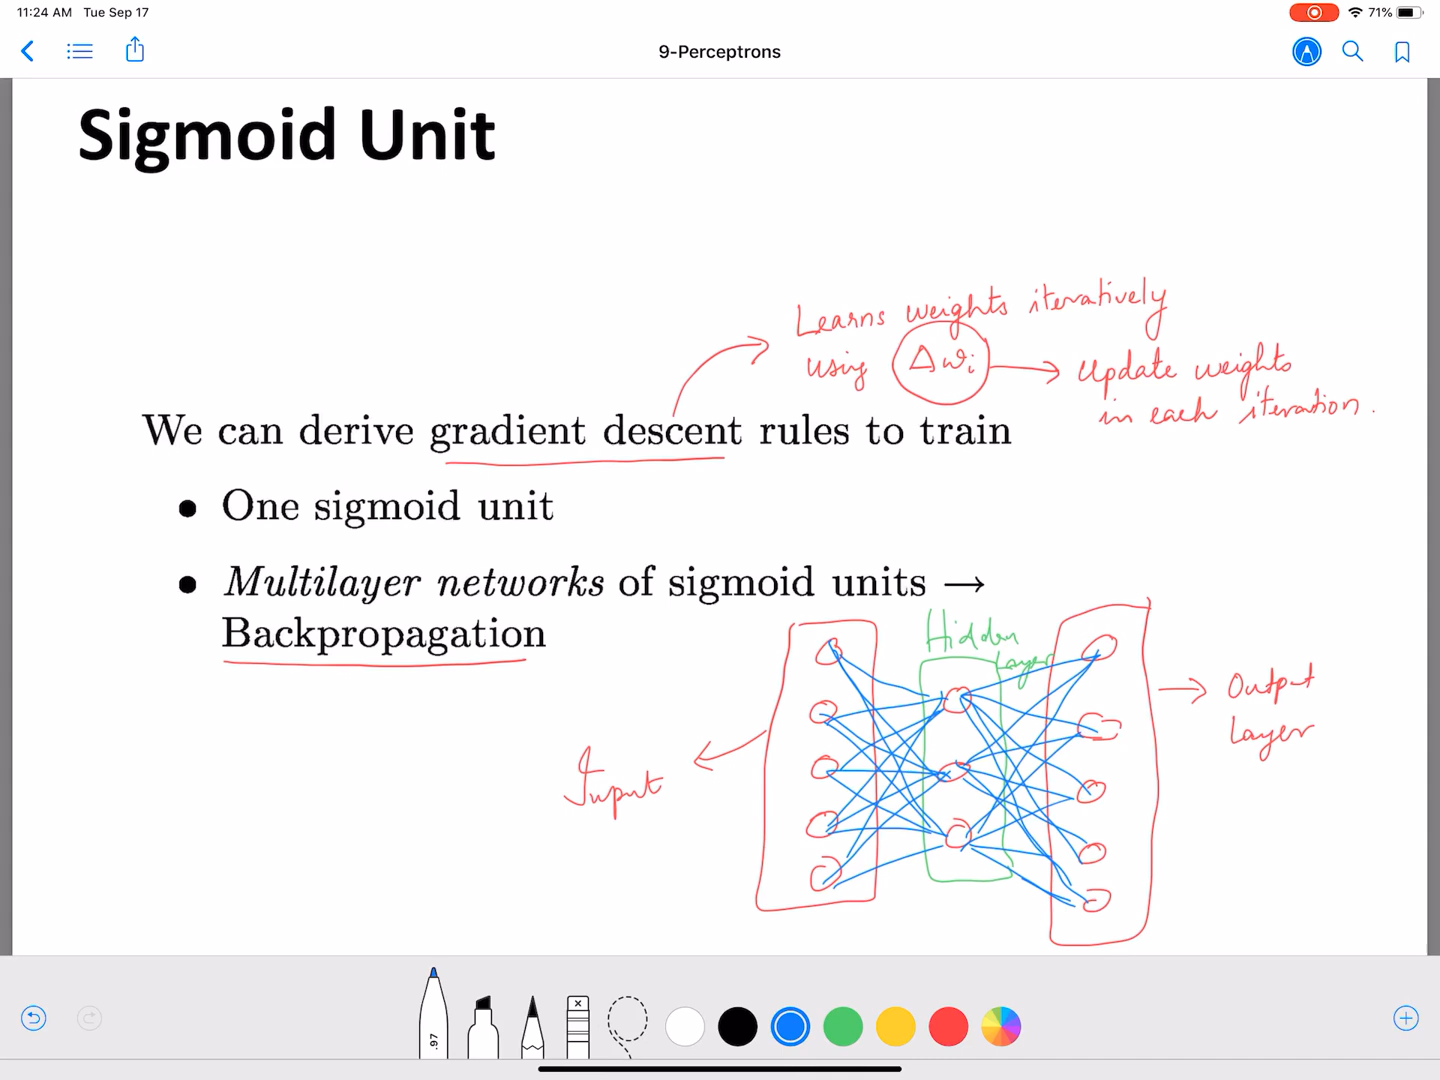 11:24 AM Tue Sep 17
71%
9-Perceptrons
Sigmoid Unit
Learns weights iteratively
using Δwi → Update weights
in each iteration.
We can derive gradient descent rules to train
• One sigmoid unit
• Multilayer networks of sigmoid units →
Backpropagation
Hidden
Layer
Output
Layer
Input
.97